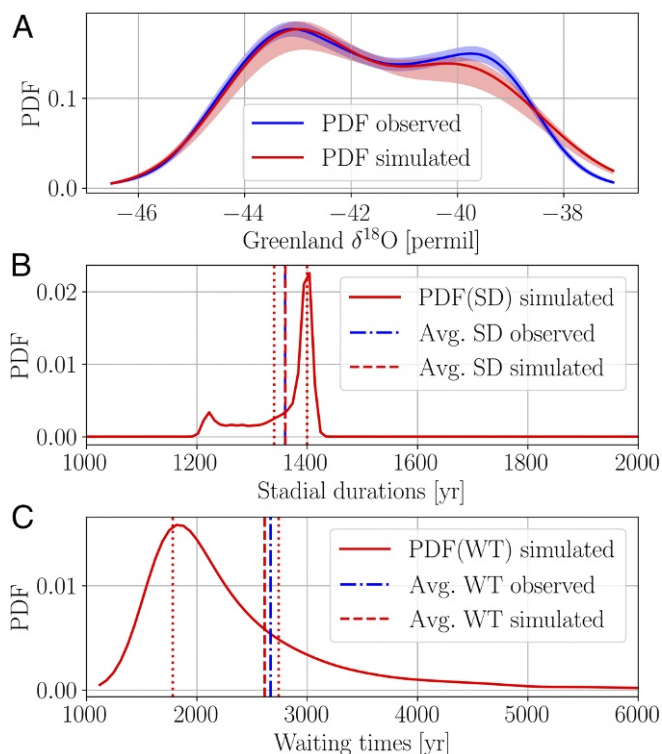 A
PDF
0.1
0.0
PDF observed
PDF simulated
−46 −44 −42 −40 −38
Greenland δ¹⁸O [permil]
B
PDF
0.02
0.01
0.00
PDF(SD) simulated
Avg. SD observed
Avg. SD simulated
1000 1200 1400 1600 1800 2000
Stadial durations [yr]
C
PDF
0.01
0.00
PDF(WT) simulated
Avg. WT observed
Avg. WT simulated
1000 2000 3000 4000 5000 6000
Waiting times [yr]